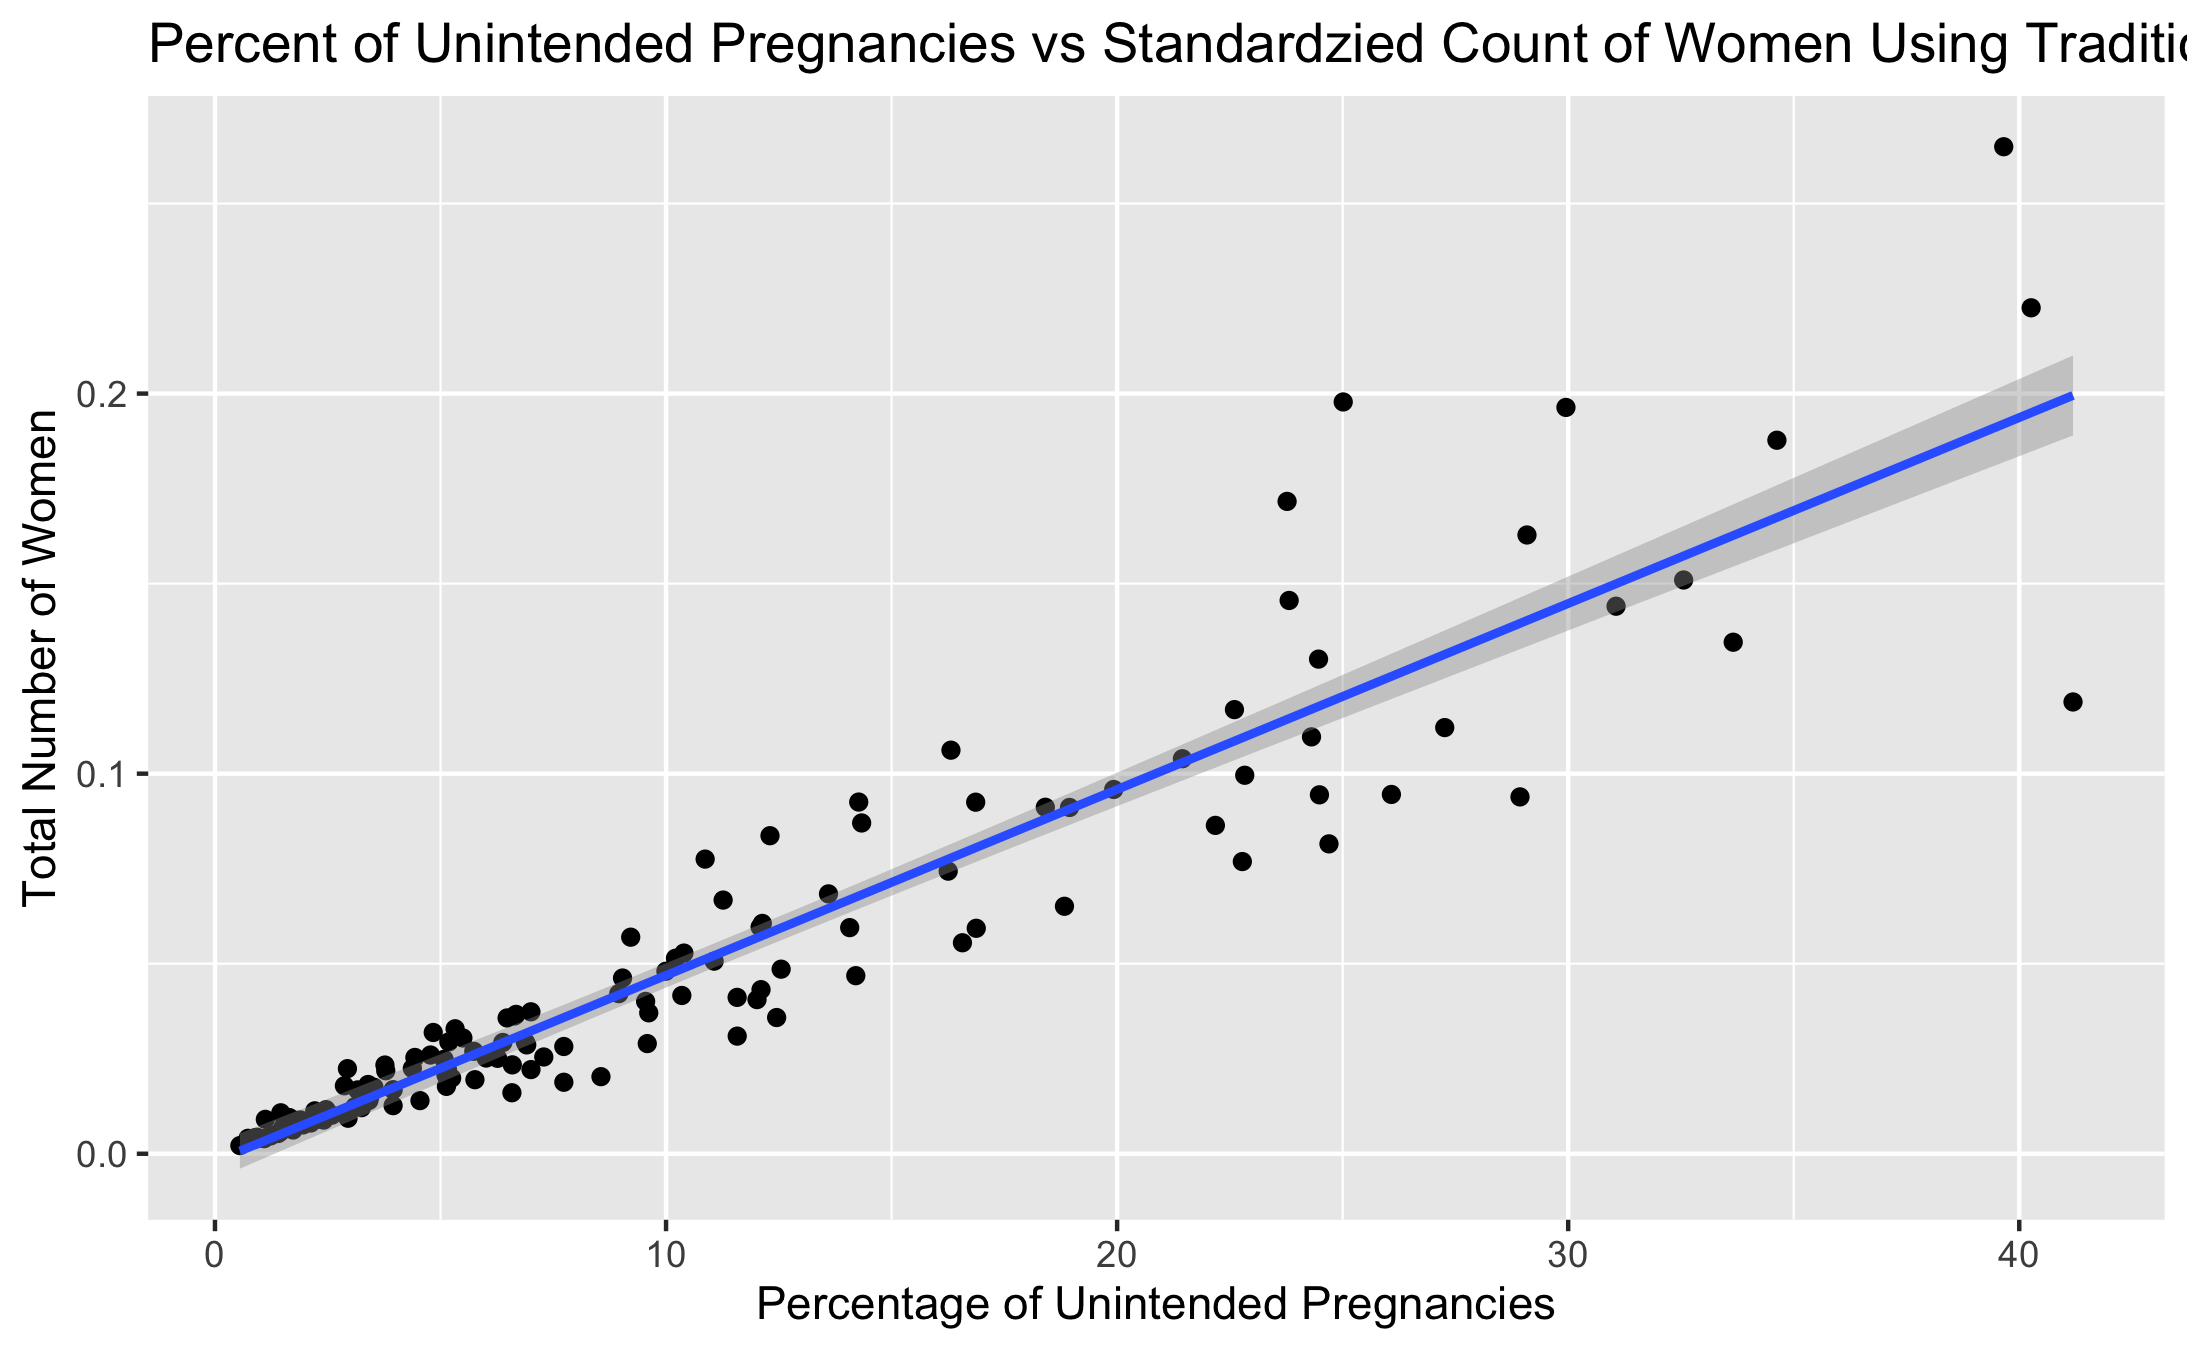 Percent of Unintended Pregnancies vs Standardzied Count of Women Using
Total Number of Women
0.2
0.1
0.0
0
10
20
30
40
Percentage of Unintended Pregnancies